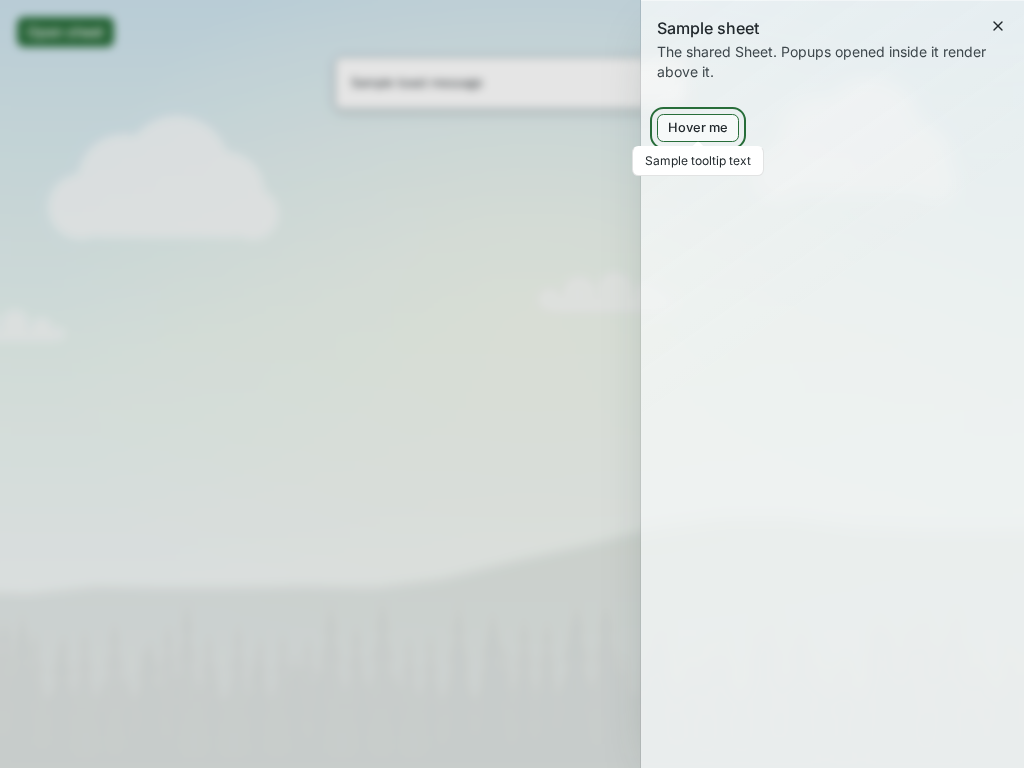 Open sheet
Sample sheet
The shared Sheet. Popups opened inside it render
above it.
Sample toast message
Hover me
Sample tooltip text